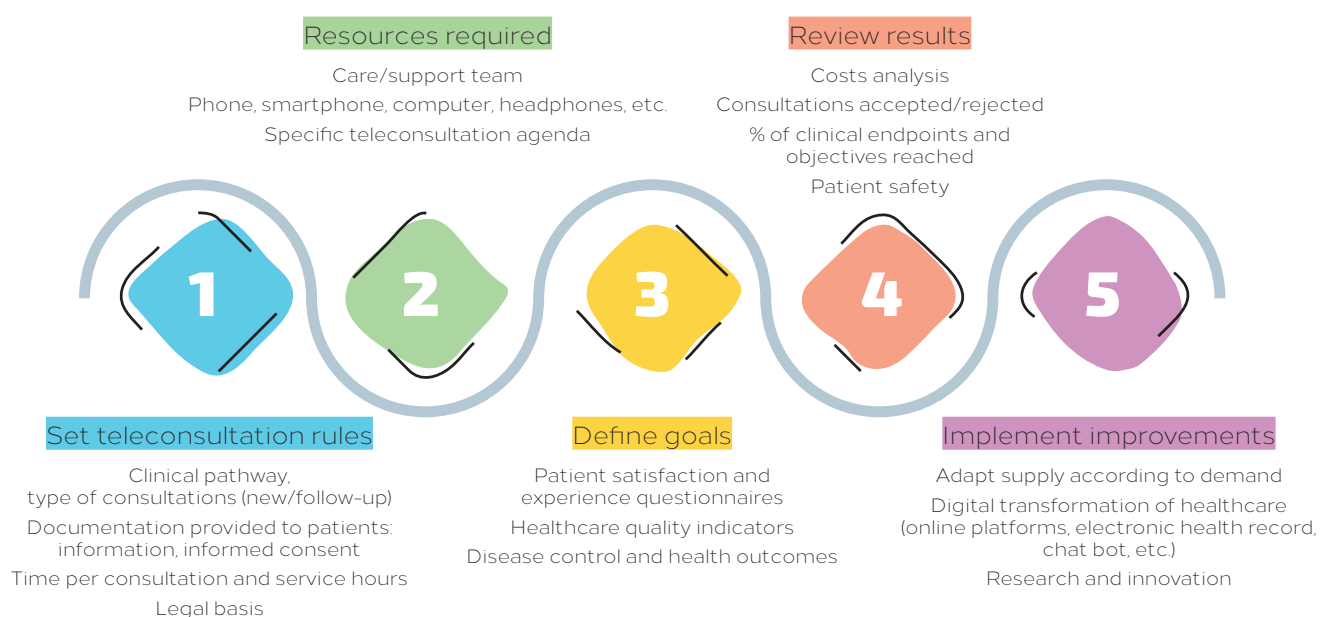 Resources required
Care/support team
Phone, smartphone, computer, headphones, etc.
Specific teleconsultation agenda
Review results
Costs analysis
Consultations accepted/rejected
% of clinical endpoints and
objectives reached
Patient safety
1
2
3
4
5
Set teleconsultation rules
Clinical pathway,
type of consultations (new/follow-up)
Documentation provided to patients:
information, informed consent
Time per consultation and service hours
Legal basis
Define goals
Patient satisfaction and
experience questionnaires
Healthcare quality indicators
Disease control and health outcomes
Implement improvements
Adapt supply according to demand
Digital transformation of healthcare
(online platforms, electronic health record,
chat bot, etc.)
Research and innovation